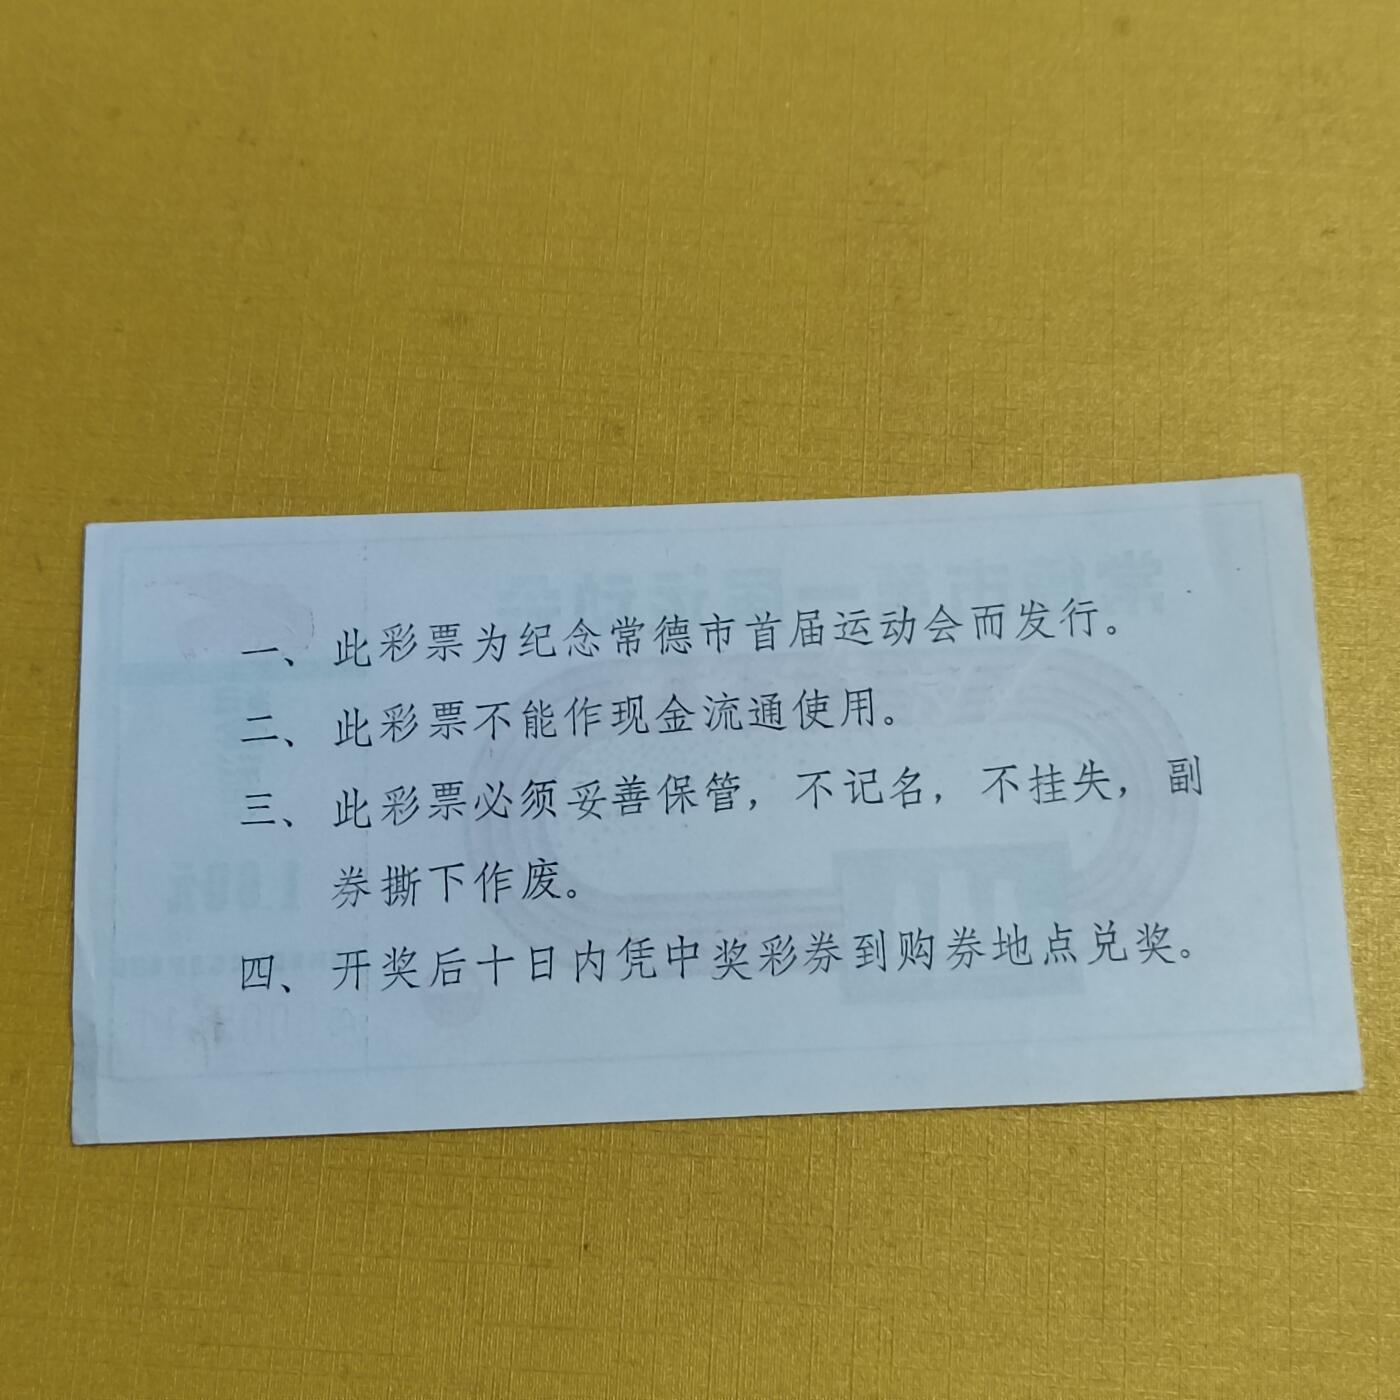 一、此彩票为纪念常德市首届运动会而发行。
二、此彩票不能作现金流通使用。
三、此彩票必须妥善保管，不记名，不挂失，副
券撕下作废。
四、开奖后十日内凭中奖彩券到购券地点兑奖。